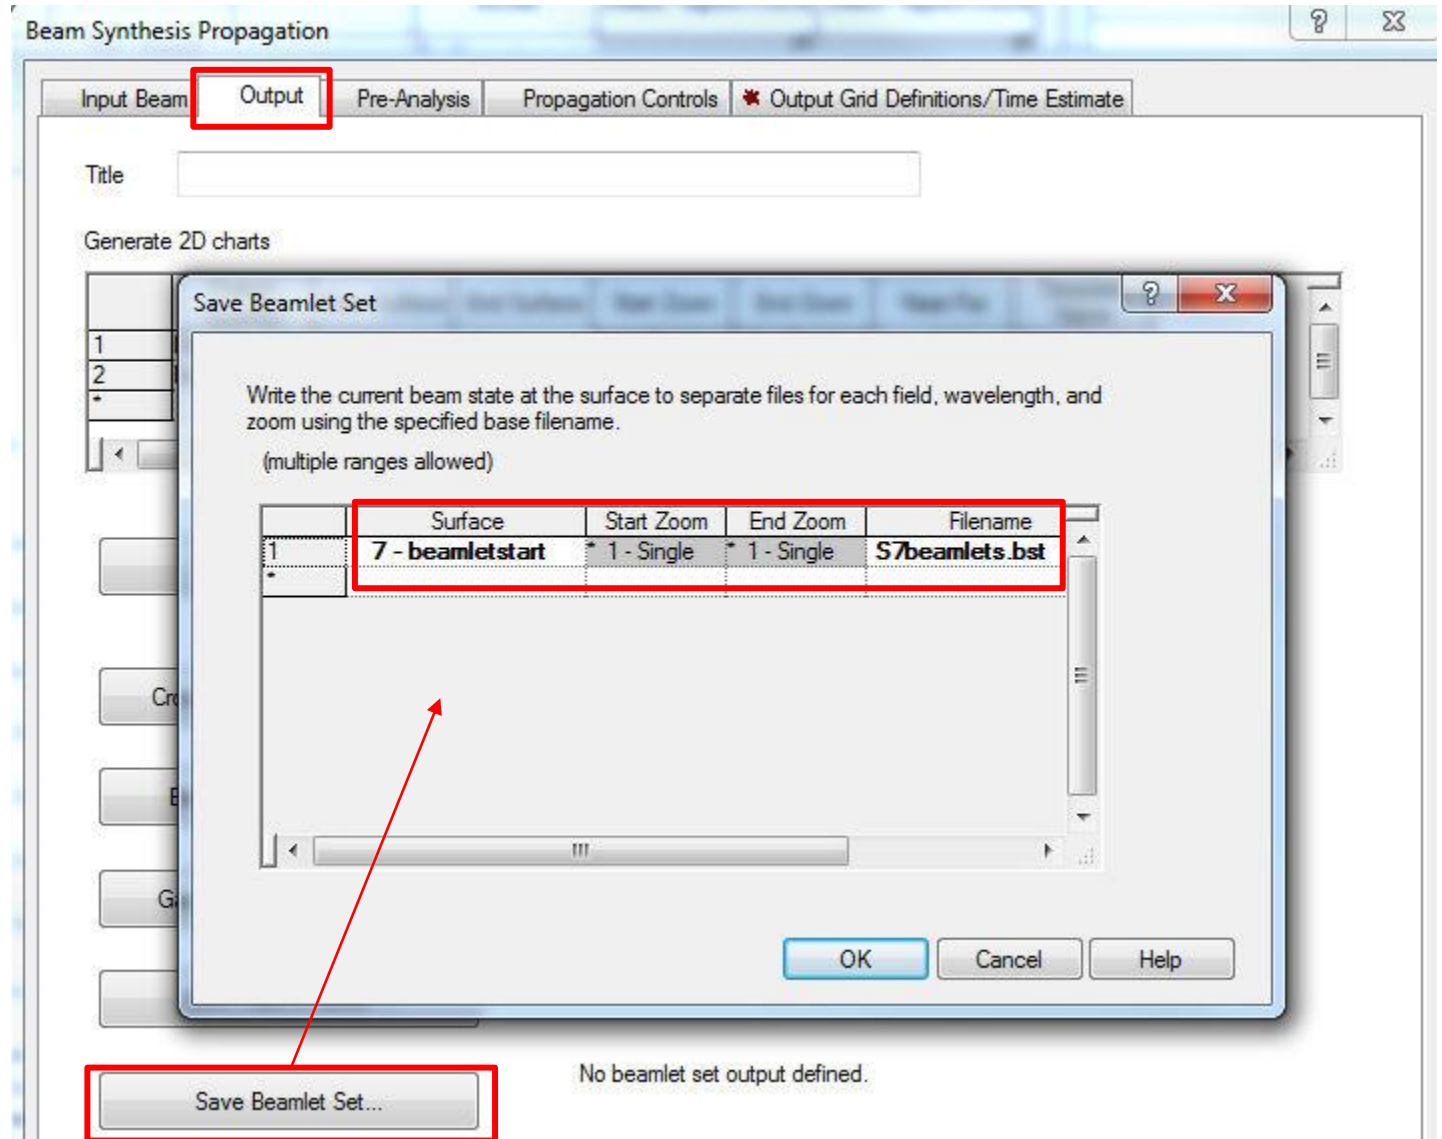 Beam Synthesis Propagation
Input Beam Output Pre-Analysis Propagation Controls Output Grid Definitions/Time Estimate
Title
Generate 2D charts
Save Beamlet Set
1
2
*
Write the current beam state at the surface to separate files for each field, wavelength, and
zoom using the specified base filename.
(multiple ranges allowed)
Surface Start Zoom End Zoom Filename
1 7 - beamletstart * 1 - Single * 1 - Single S7beamlets.bst
*
Cro
G
OK Cancel Help
No beamlet set output defined.
Save Beamlet Set...